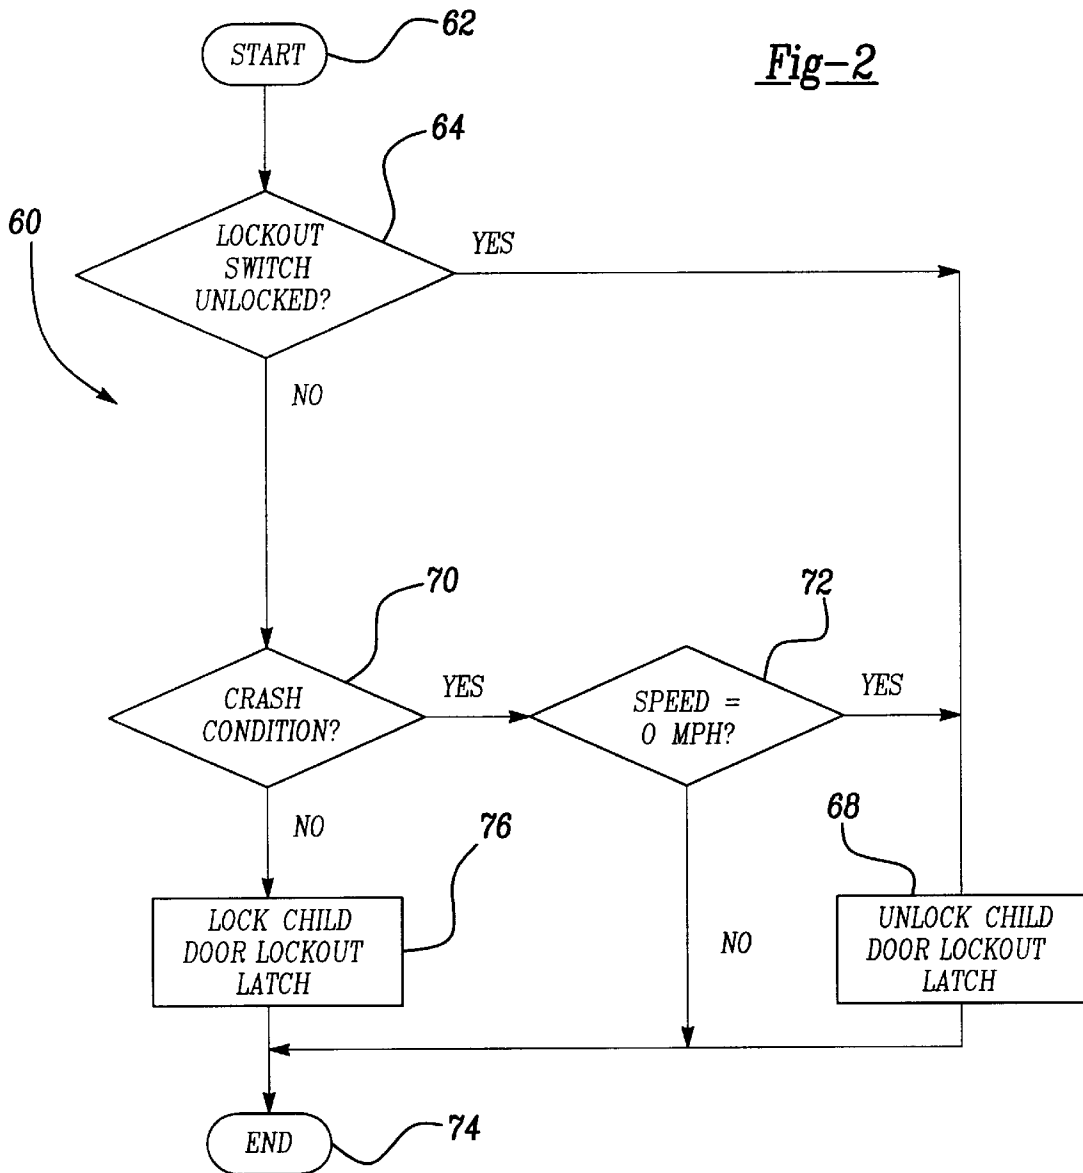 62
START
Fig-2
64
60
LOCKOUT
SWITCH
UNLOCKED?
YES
NO
70
72
CRASH
CONDITION?
YES
SPEED =
0 MPH?
YES
NO
76
68
LOCK CHILD
DOOR LOCKOUT
LATCH
NO
UNLOCK CHILD
DOOR LOCKOUT
LATCH
END
74